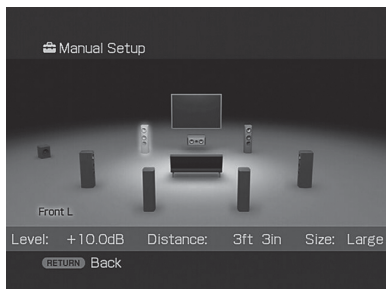 Manual Setup
Front L
Level: +10.0dB Distance: 3ft 3in Size: Large
RETURN Back